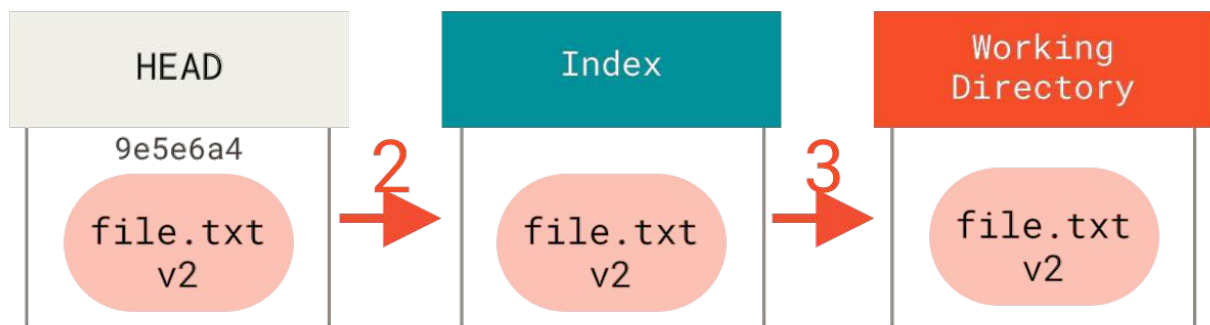 HEAD
Index
Working
Directory
9e5e6a4
2
3
file.txt
v2
file.txt
v2
file.txt
v2